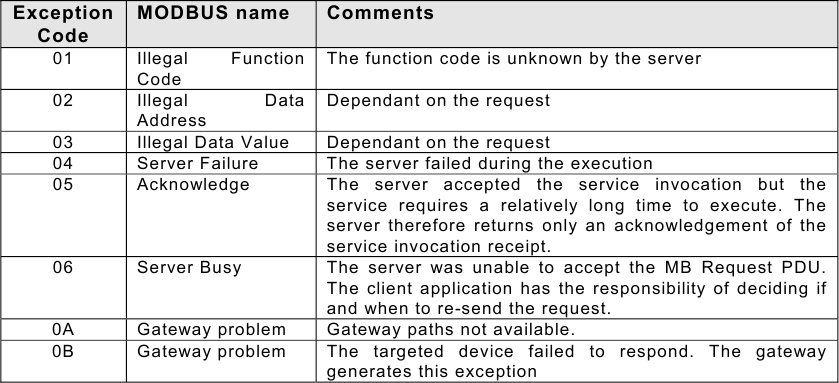 Exception Code MODBUS name Comments
01 Illegal Function Code The function code is unknown by the server
02 Illegal Data Address Dependant on the request
03 Illegal Data Value Dependant on the request
04 Server Failure The server failed during the execution
05 Acknowledge The server accepted the service invocation but the
service requires a relatively long time to execute. The
server therefore returns only an acknowledgement of the
service invocation receipt.
06 Server Busy The server was unable to accept the MB Request PDU.
The client application has the responsibility of deciding if
and when to re-send the request.
0A Gateway problem Gateway paths not available.
0B Gateway problem The targeted device failed to respond. The gateway
generates this exception